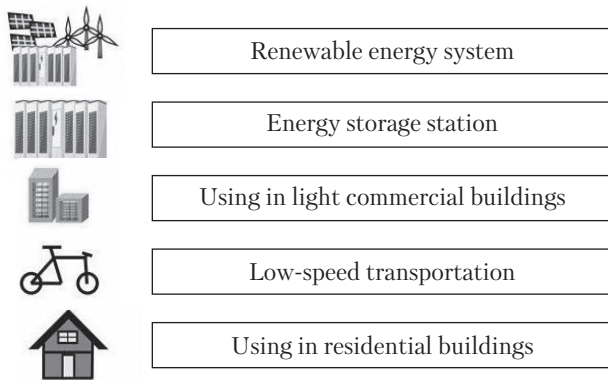 Renewable energy system
Energy storage station
Using in light commercial buildings
Low-speed transportation
Using in residential buildings